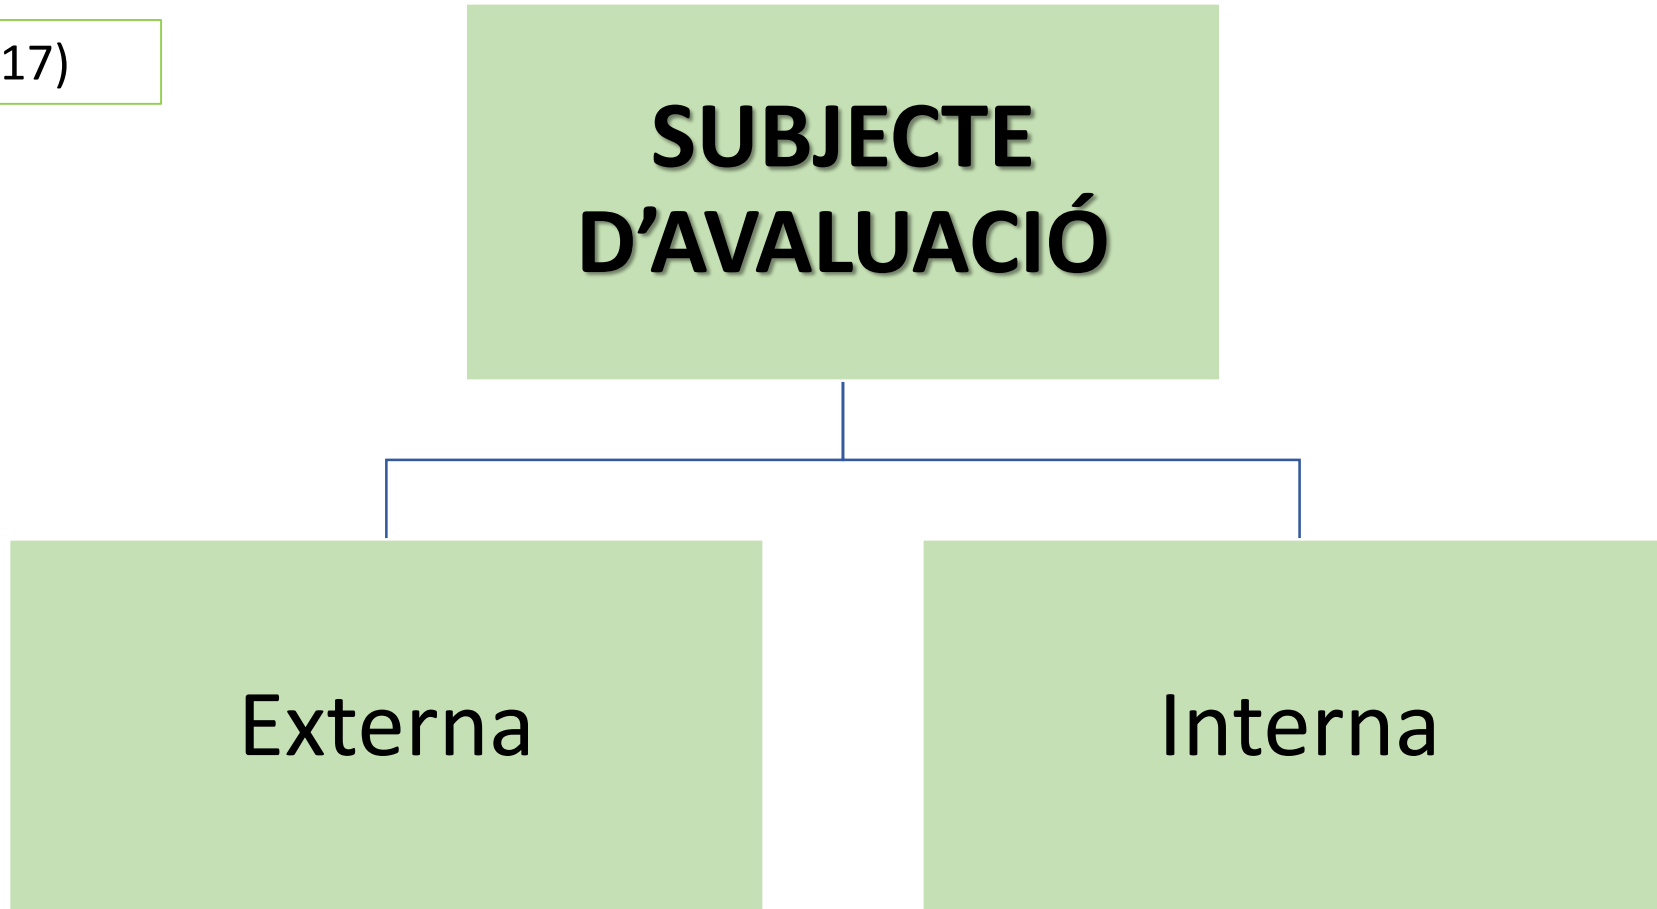 17)
SUBJECTE
D’AVALUACIÓ
Externa
Interna